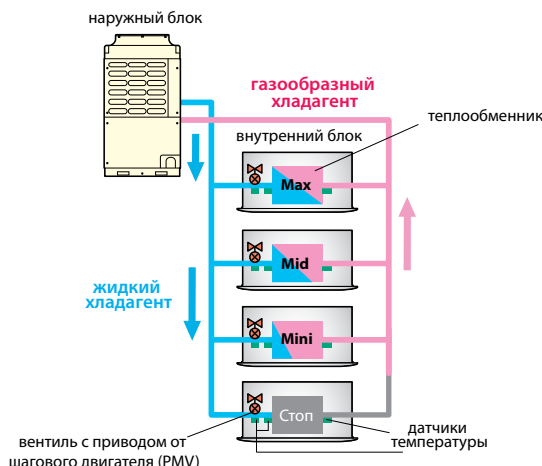 наружный блок
газообразный
хладагент
теплообменник
внутренний блок
Max
Mid
жидкий
хладагент
Mini
Стоп
датчики
температуры
вентиль с приводом от
шагового двигателя (PMV)